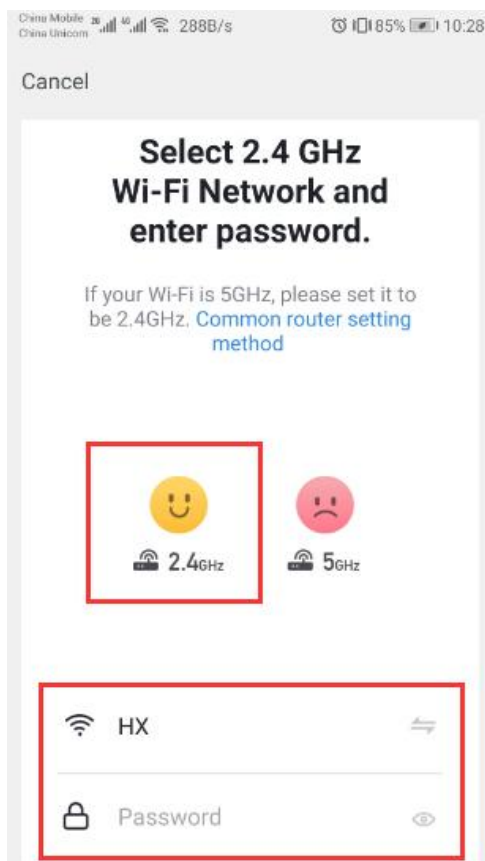 China Mobile 2G 4G 288B/s 85% 10:28
China Unicom
Cancel
Select 2.4 GHz
Wi-Fi Network and
enter password.
If your Wi-Fi is 5GHz, please set it to
be 2.4GHz. Common router setting
method
2.4GHz 5GHz
HX
Password